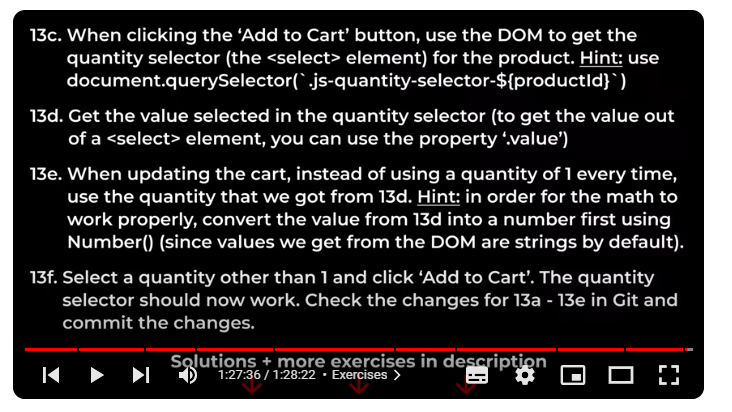 13c. When clicking the ‘Add to Cart’ button, use the DOM to get the
quantity selector (the <select> element) for the product. Hint: use
document.querySelector(`.js-quantity-selector-${productId}`)
13d. Get the value selected in the quantity selector (to get the value out
of a <select> element, you can use the property ‘.value’)
13e. When updating the cart, instead of using a quantity of 1 every time,
use the quantity that we got from 13d. Hint: in order for the math to
work properly, convert the value from 13d into a number first using
Number() (since values we get from the DOM are strings by default).
13f. Select a quantity other than 1 and click ‘Add to Cart’. The quantity
selector should now work. Check the changes for 13a - 13e in Git and
commit the changes.
Solutions + more exercises in description
1:27:36 / 1:28:22 • Exercises >